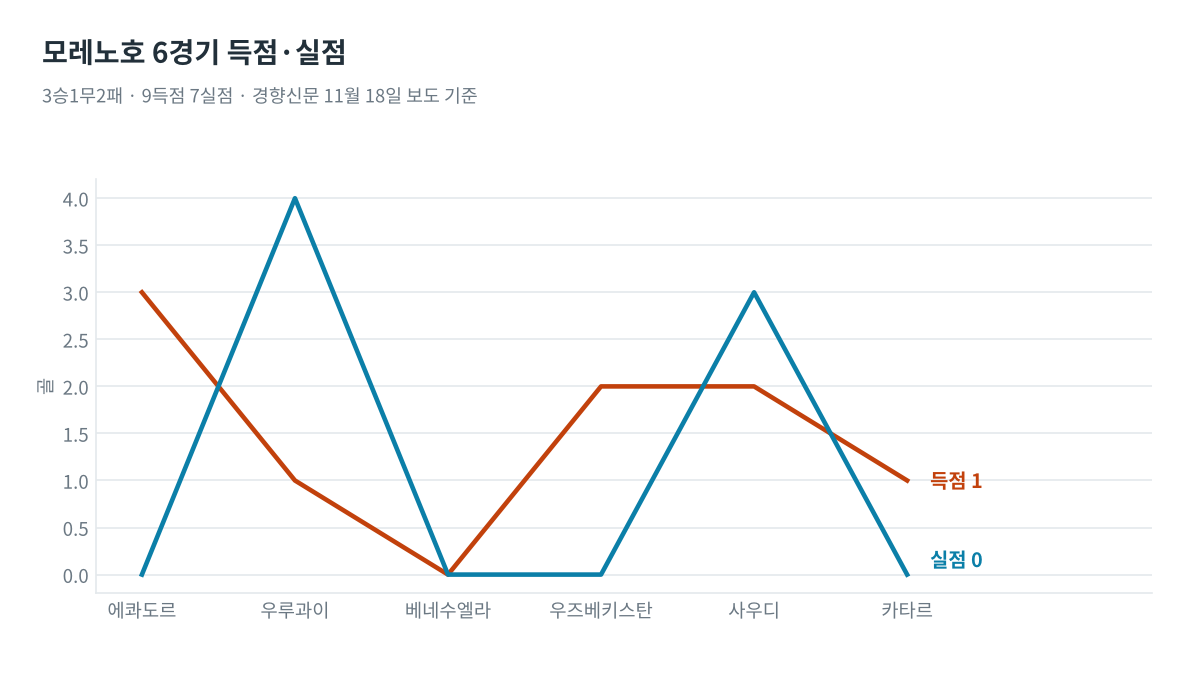 모레노호 6경기 득점·실점
3승1무2패 · 9득점 7실점 · 경향신문 11월 18일 보도 기준
골
4.0
3.5
3.0
2.5
2.0
1.5
1.0
0.5
0.0
득점 1
실점 0
에콰도르
우루과이
베네수엘라
우즈베키스탄
사우디
카타르